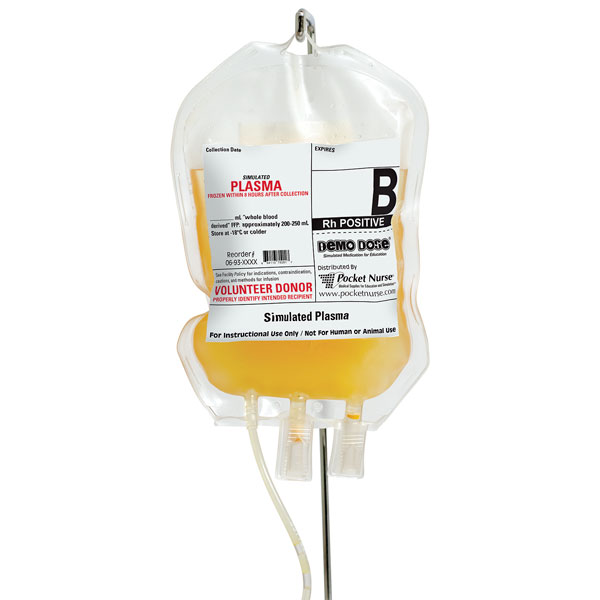 Collection Date
SIMULATED
PLASMA
FROZEN WITHIN 8 HOURS AFTER COLLECTION
_____ mL "whole blood
derived" FFP: approximately 200-250 mL
Store at -18°C or colder
Reorder#
06-93-XXXX
See Facility Policy for indications, contraindication,
cautions, and methods for infusion
VOLUNTEER DONOR
PROPERLY IDENTIFY INTENDED RECIPIENT
EXPIRES
B
Rh POSITIVE
DEMO DOSE®
Simulated Medication for Education
Distributed By
Pocket Nurse®
Medical Supplies for Education and Simulation
www.pocketnurse.com
Simulated Plasma
For Instructional Use Only / Not For Human or Animal Use